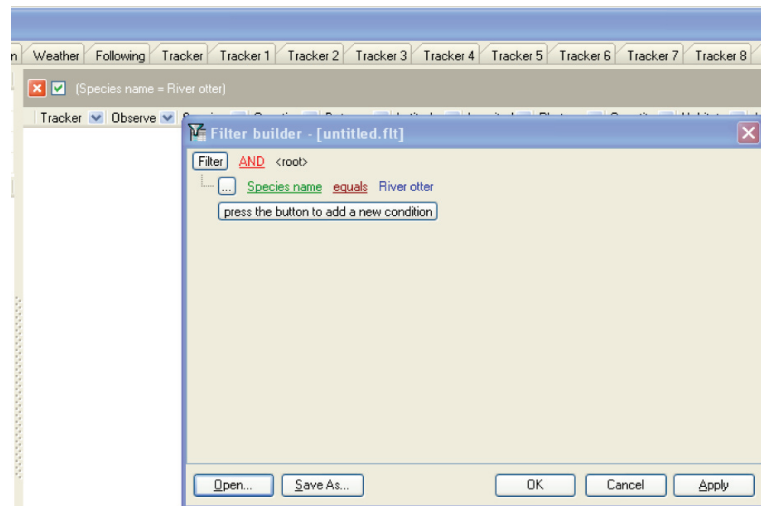 Weather Following Tracker Tracker 1 Tracker 2 Tracker 3 Tracker 4 Tracker 5 Tracker 6 Tracker 7 Tracker 8
(Species name = River otter)
Tracker Observe
Filter builder - [untitled.flt]
Filter AND <root>
... Species name equals River otter
press the button to add a new condition
Open... Save As... OK Cancel Apply